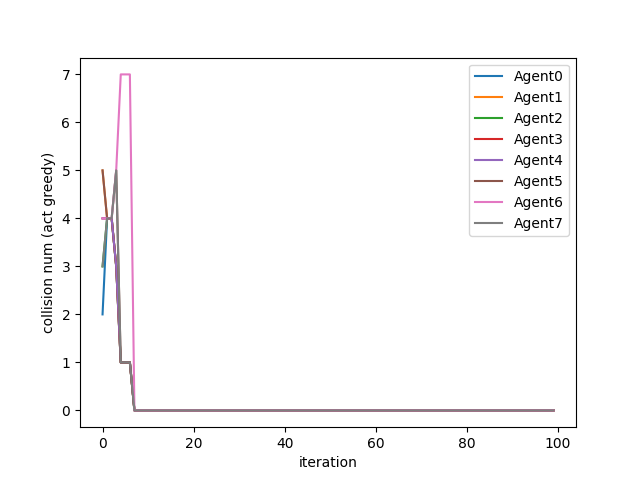 collision num (act greedy)
7
6
5
4
3
2
1
0
0 20 40 60 80 100
iteration
Agent0
Agent1
Agent2
Agent3
Agent4
Agent5
Agent6
Agent7